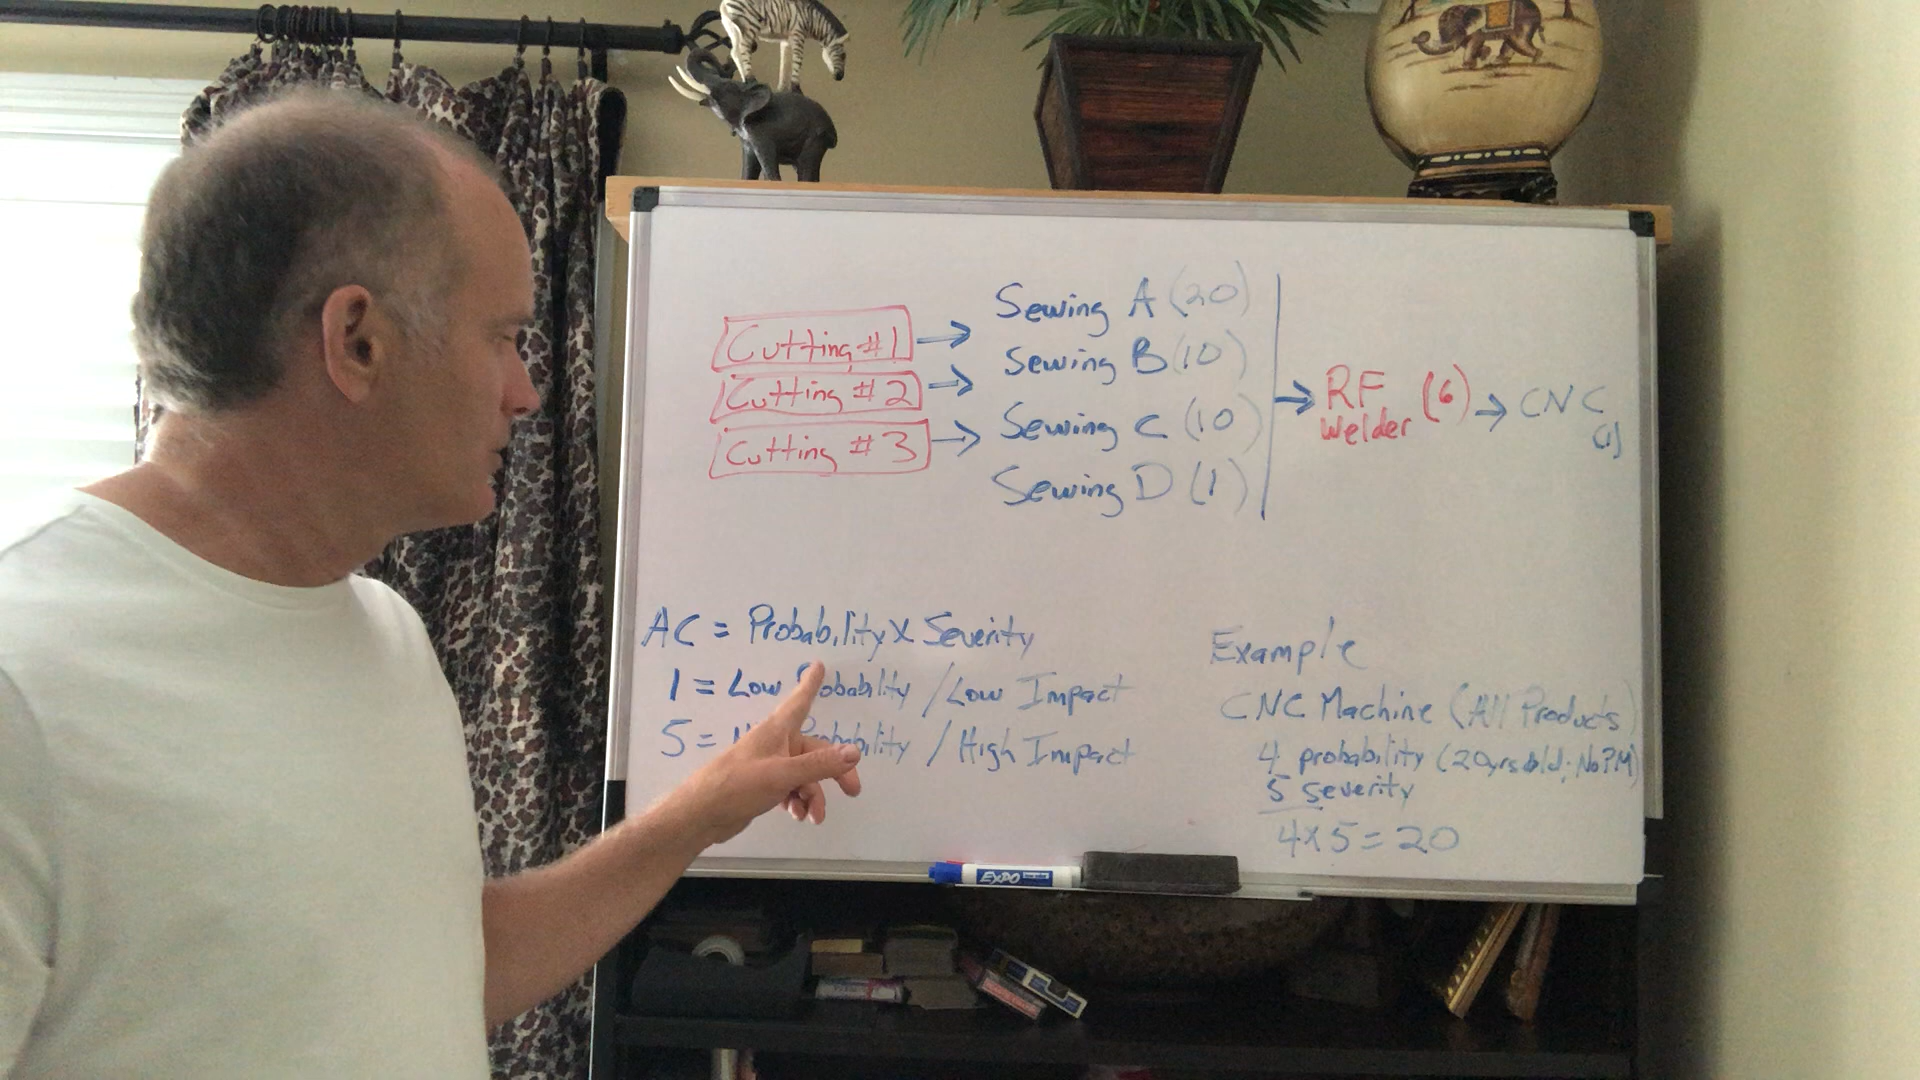 Cutting #1 → Sewing A (20)
Cutting #2 → Sewing B (10)
Cutting #3 → Sewing C (10)
Sewing D (1)
→ RF Welder (6) → CNC (1)
AC = Probability X Severity
1 = Low Probability / Low Impact
5 = Probability / High Impact
Example
CNC Machine (All Products)
4 probability (20yrs old; No PM)
5 severity
4x5=20
EXPO